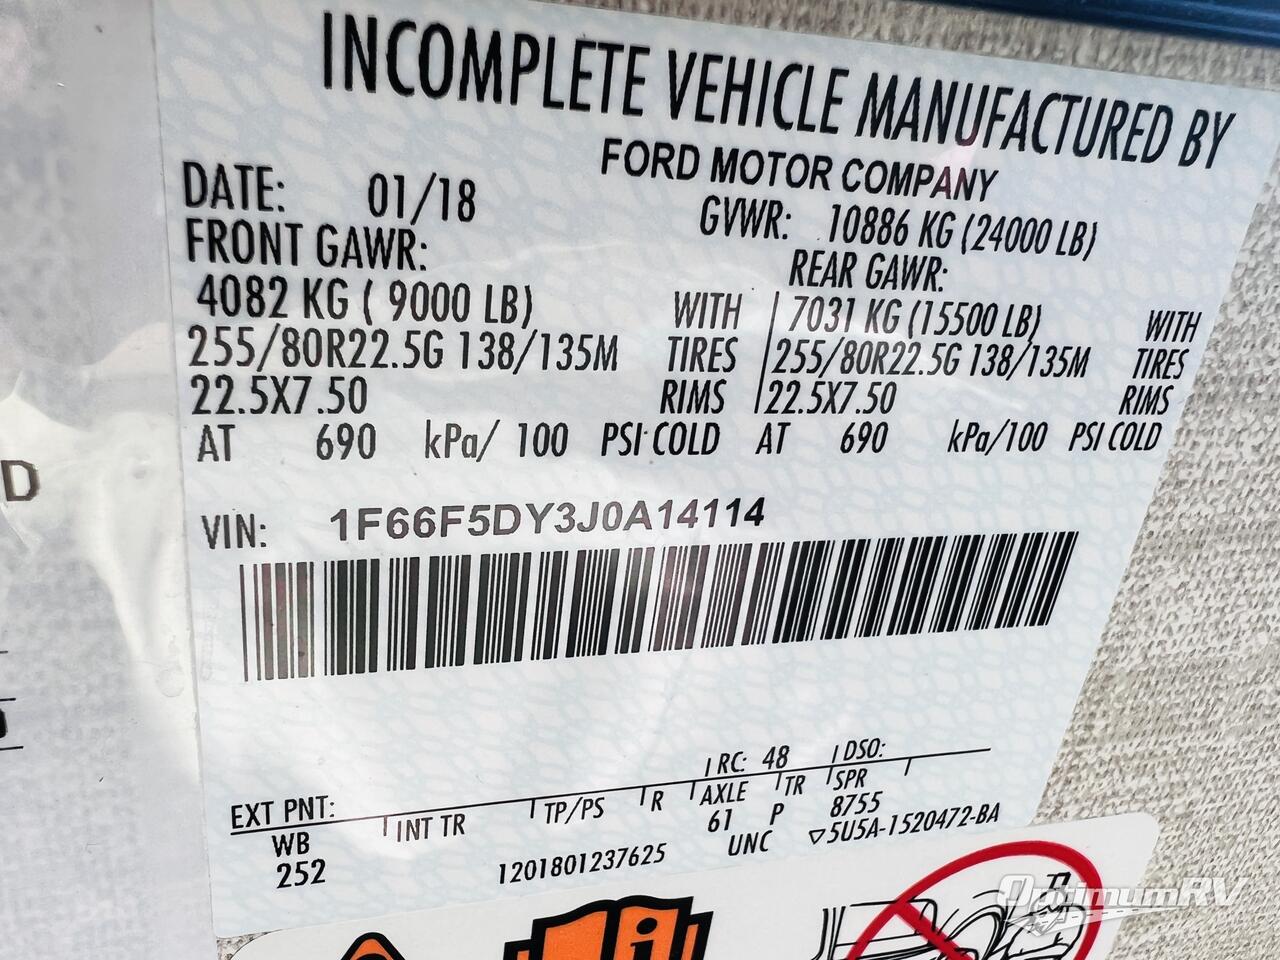 INCOMPLETE VEHICLE MANUFACTURED BY
FORD MOTOR COMPANY
DATE: 01/18 GVWR: 10886 KG (24000 LB)
FRONT GAWR: REAR GAWR:
4082 KG ( 9000 LB) WITH 7031 KG (15500 LB) WITH
255/80R22.5G 138/135M TIRES 255/80R22.5G 138/135M TIRES
22.5X7.50 RIMS 22.5X7.50 RIMS
AT 690 kPa/ 100 PSI COLD AT 690 kPa/100 PSI COLD
D
VIN: 1F66F5DY3J0A14114
RC: 48 DSO:
EXT PNT:
WB INT TR TP/PS R AXLE TR SPR
252 61 P 8755
1201801237625 UNC ▽5U5A-1520472-BA
i
OptimumRV